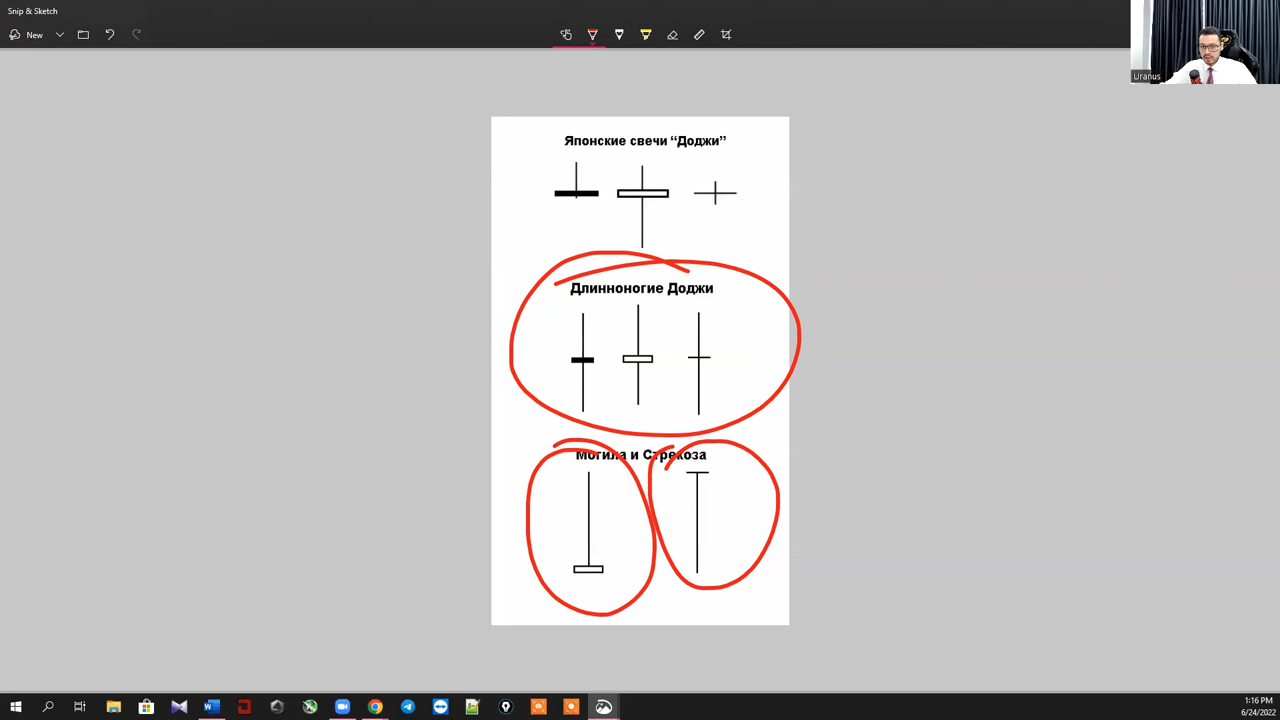 Snip & Sketch
New
Uranus
Японские свечи “Доджи”
Длинноногие Доджи
Могила и Стрекоза
1:16 PM
6/24/2022